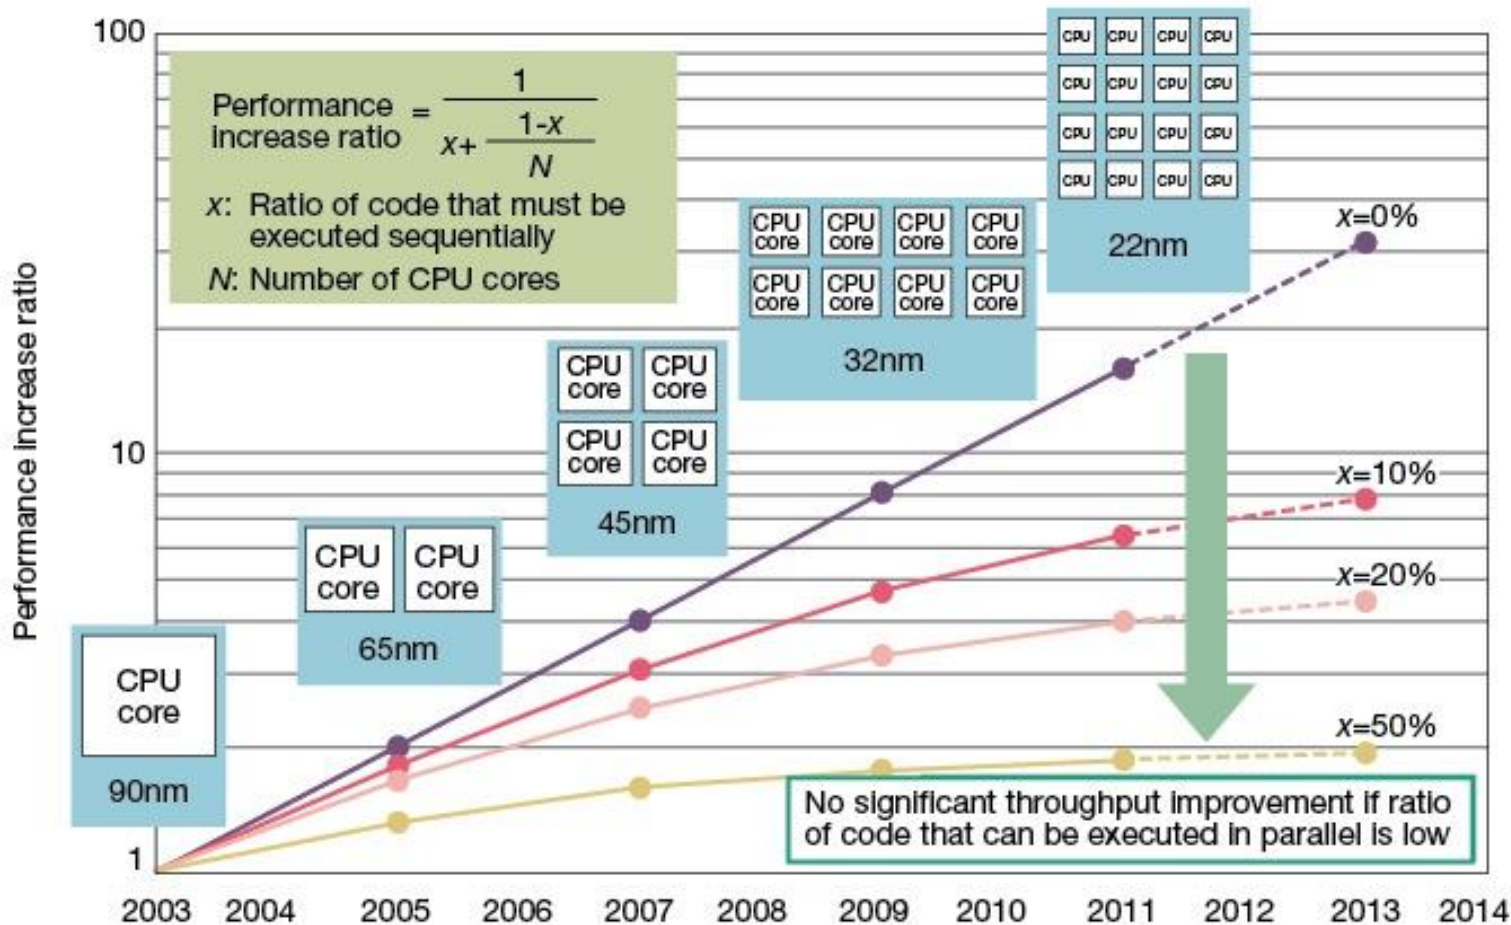 100
10
1
Performance increase ratio
Performance
increase ratio
=
1
x+
1-x
N
x: Ratio of code that must be
executed sequentially
N: Number of CPU cores
CPU
core
90nm
CPU
core
CPU
core
65nm
CPU
core
CPU
core
CPU
core
CPU
core
45nm
CPU
core
CPU
core
CPU
core
CPU
core
CPU
core
CPU
core
CPU
core
CPU
core
32nm
CPU CPU CPU CPU
CPU CPU CPU CPU
CPU CPU CPU CPU
CPU CPU CPU CPU
22nm
x=0%
x=10%
x=20%
x=50%
No significant throughput improvement if ratio
of code that can be executed in parallel is low
2003 2004 2005 2006 2007 2008 2009 2010 2011 2012 2013 2014